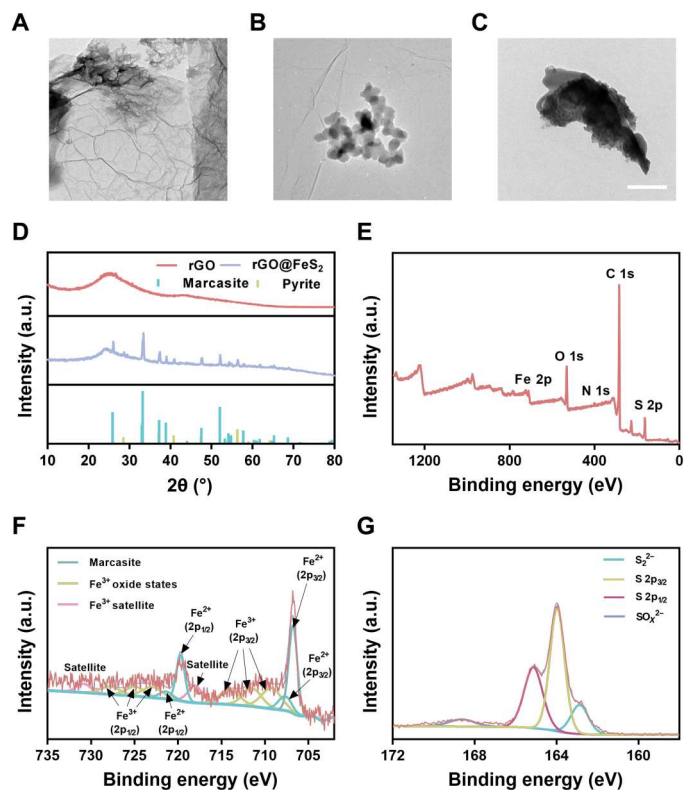 A
B
C
D
Intensity (a.u.)
rGO
rGO@FeS₂
Marcasite
Pyrite
10 20 30 40 50 60 70 80
2θ (°)
E
Intensity (a.u.)
C 1s
O 1s
Fe 2p
N 1s
S 2p
1200 800 400 0
Binding energy (eV)
F
Intensity (a.u.)
Marcasite
Fe³⁺ oxide states
Fe³⁺ satellite
Fe²⁺
(2p₃/₂)
Fe²⁺
(2p₁/₂)
Fe³⁺
(2p₃/₂)
Satellite
Satellite
Fe²⁺
(2p₃/₂)
Fe³⁺
(2p₁/₂)
Fe²⁺
(2p₁/₂)
735 730 725 720 715 710 705
Binding energy (eV)
G
Intensity (a.u.)
S₂²⁻
S 2p₃/₂
S 2p₁/₂
SOₓ²⁻
172 168 164 160
Binding energy (eV)